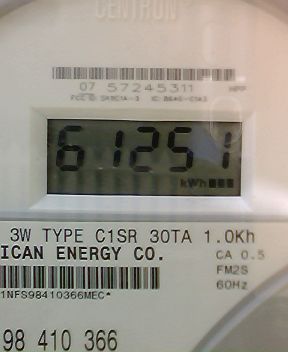 CENTRON
07 57245311
61251
kWh
3W TYPE C1SR 30TA 1.0Kh
ICAN ENERGY CO.
CA 0.5
FM2S
60Hz
1NFS98410366MEC*
98 410 366